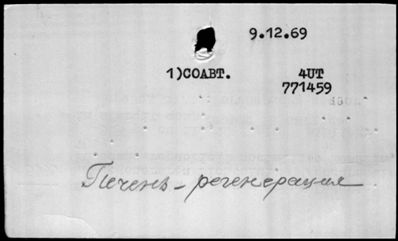 9.12.69
1)СОАВТ. 4UT
771459
Печень - регенерация